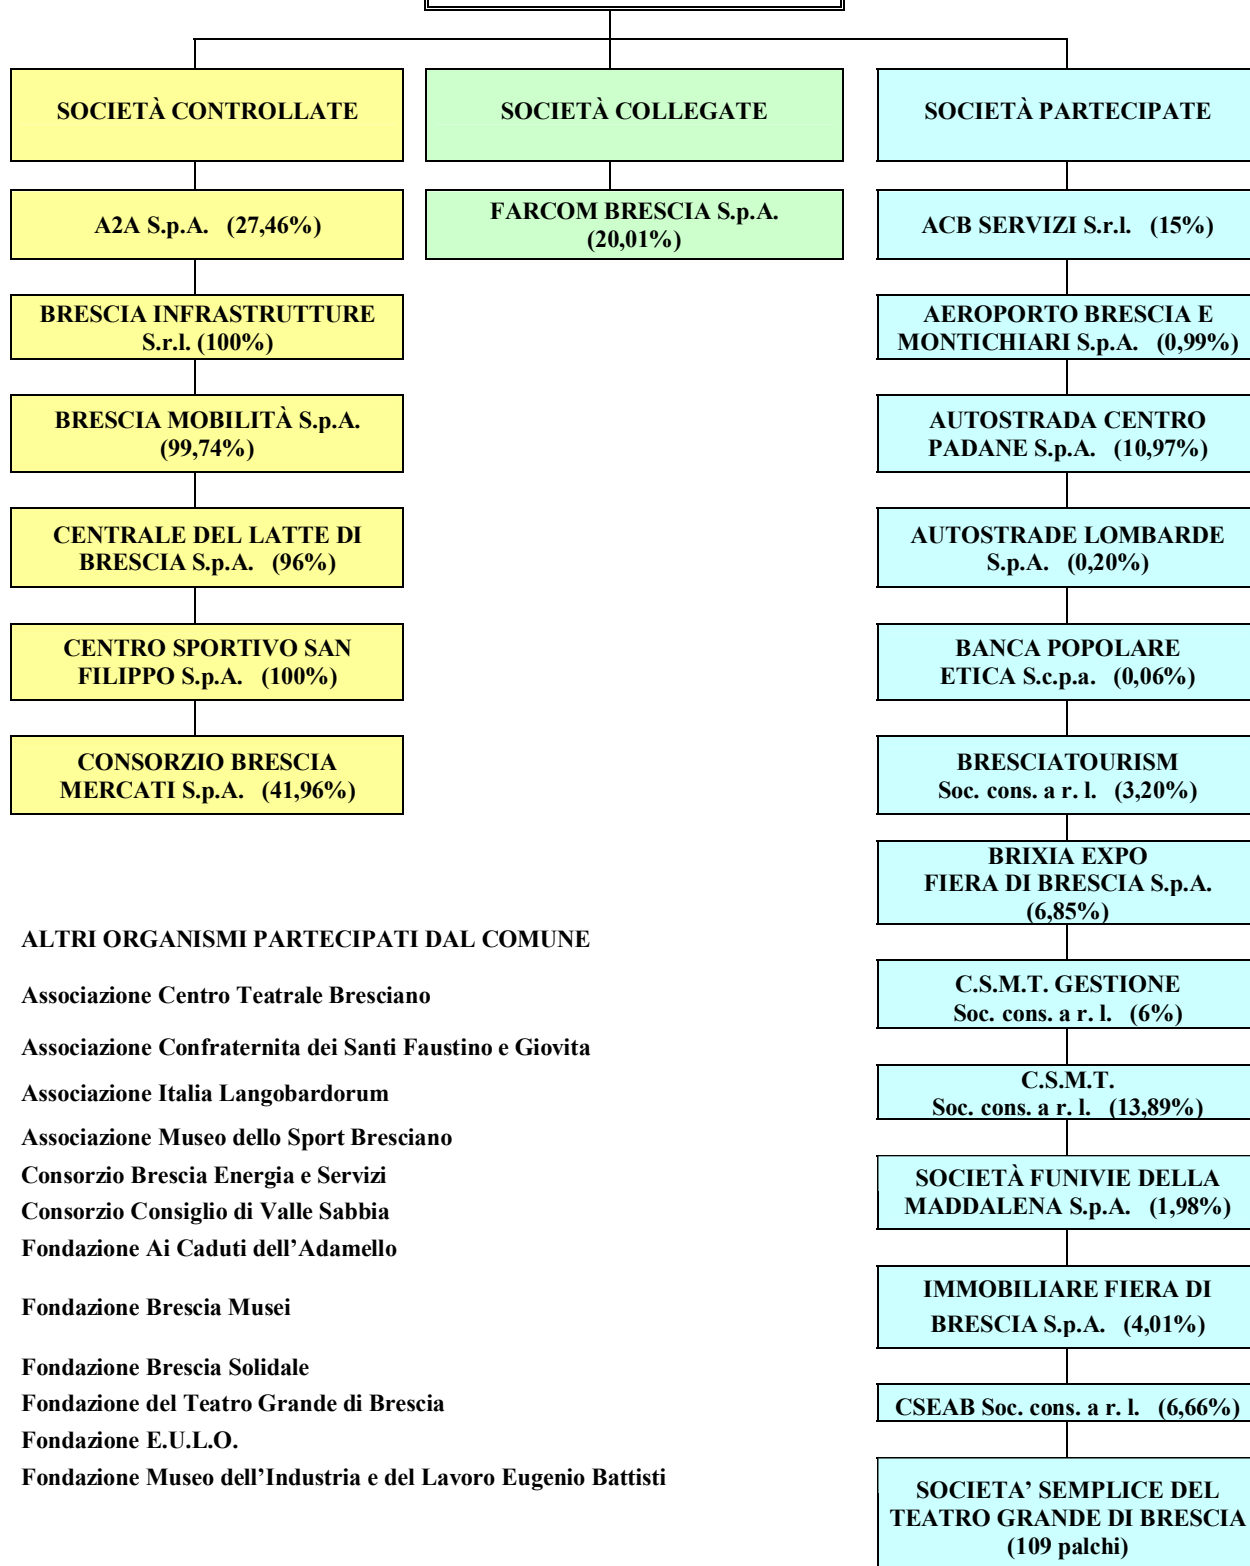 SOCIETÀ CONTROLLATE
SOCIETÀ COLLEGATE
SOCIETÀ PARTECIPATE
A2A S.p.A. (27,46%)
BRESCIA INFRASTRUTTURE
S.r.l. (100%)
BRESCIA MOBILITÀ S.p.A.
(99,74%)
CENTRALE DEL LATTE DI
BRESCIA S.p.A. (96%)
CENTRO SPORTIVO SAN
FILIPPO S.p.A. (100%)
CONSORZIO BRESCIA
MERCATI S.p.A. (41,96%)
FARCOM BRESCIA S.p.A.
(20,01%)
ACB SERVIZI S.r.l. (15%)
AEROPORTO BRESCIA E
MONTICHIARI S.p.A. (0,99%)
AUTOSTRADA CENTRO
PADANE S.p.A. (10,97%)
AUTOSTRADE LOMBARDE
S.p.A. (0,20%)
BANCA POPOLARE
ETICA S.c.p.a. (0,06%)
BRESCIATOURISM
Soc. cons. a r. l. (3,20%)
BRIXIA EXPO
FIERA DI BRESCIA S.p.A.
(6,85%)
C.S.M.T. GESTIONE
Soc. cons. a r. l. (6%)
C.S.M.T.
Soc. cons. a r. l. (13,89%)
SOCIETÀ FUNIVIE DELLA
MADDALENA S.p.A. (1,98%)
IMMOBILIARE FIERA DI
BRESCIA S.p.A. (4,01%)
CSEAB Soc. cons. a r. l. (6,66%)
SOCIETA’ SEMPLICE DEL
TEATRO GRANDE DI BRESCIA
(109 palchi)
ALTRI ORGANISMI PARTECIPATI DAL COMUNE
Associazione Centro Teatrale Bresciano
Associazione Confraternita dei Santi Faustino e Giovita
Associazione Italia Langobardorum
Associazione Museo dello Sport Bresciano
Consorzio Brescia Energia e Servizi
Consorzio Consiglio di Valle Sabbia
Fondazione Ai Caduti dell’Adamello
Fondazione Brescia Musei
Fondazione Brescia Solidale
Fondazione del Teatro Grande di Brescia
Fondazione E.U.L.O.
Fondazione Museo dell’Industria e del Lavoro Eugenio Battisti